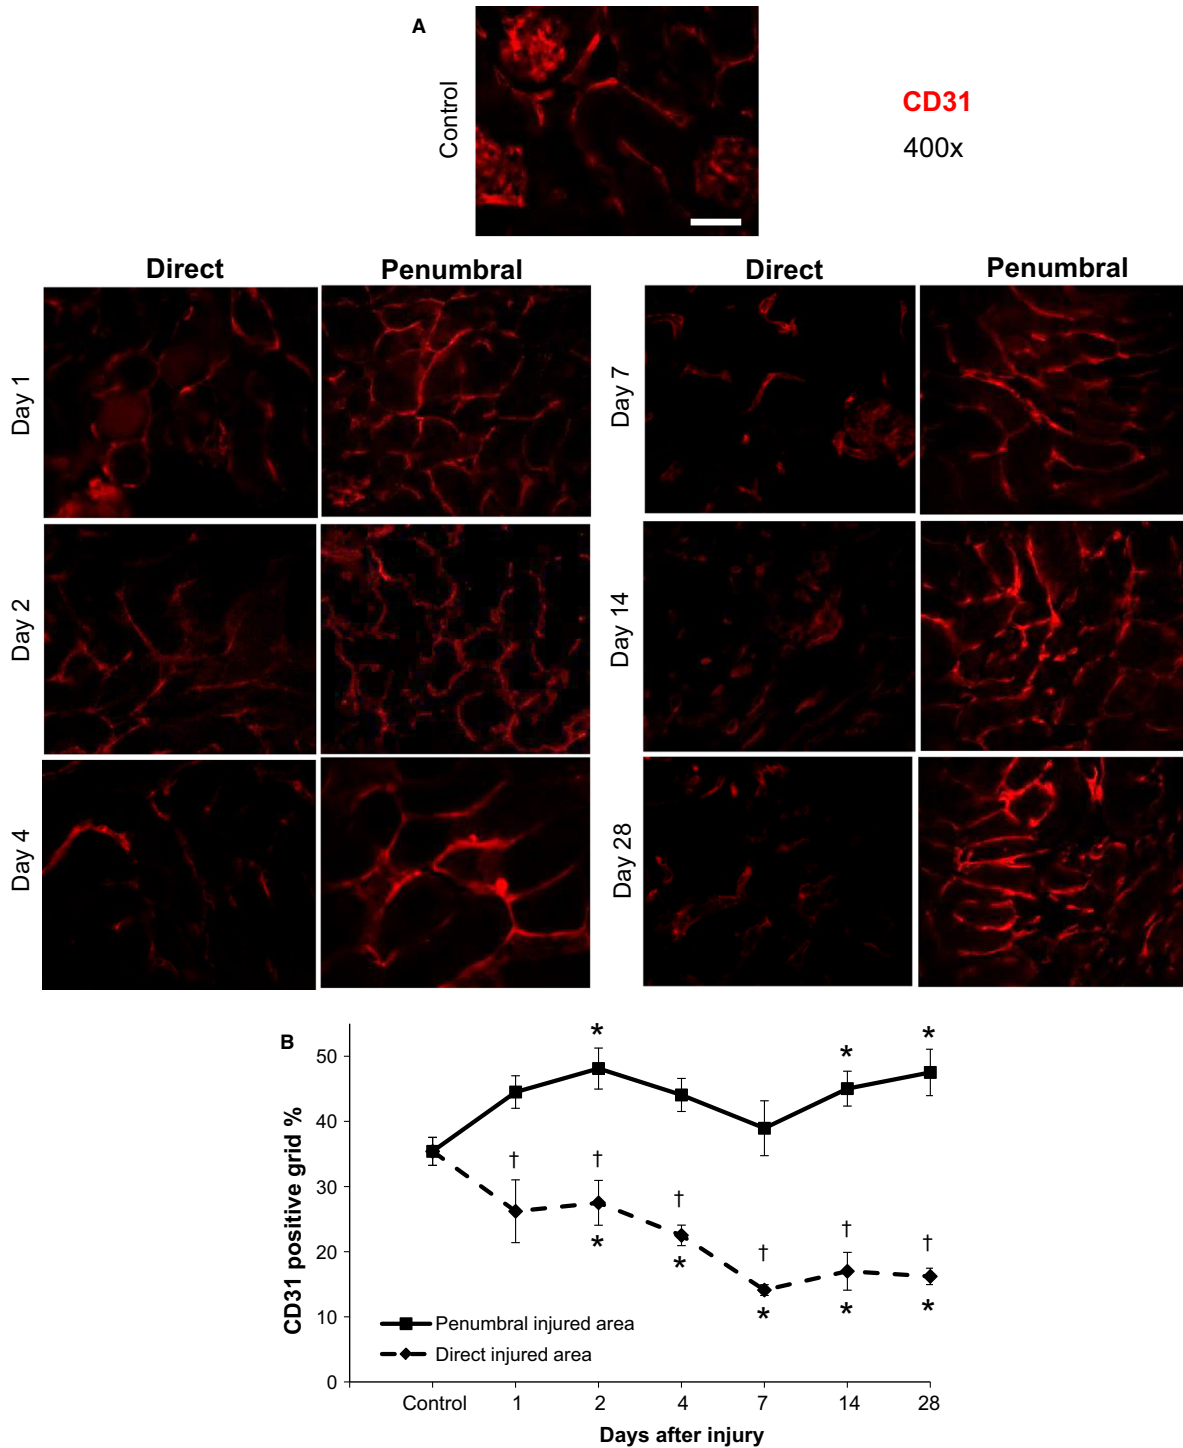 A
Control
CD31
400x
Direct
Penumbral
Direct
Penumbral
Day 1
Day 7
Day 2
Day 14
Day 4
Day 28
B
CD31 positive grid %
50
40
30
20
10
0
*
*
*
†
†
†
†
†
†
*
*
*
*
*
Penumbral injured area
Direct injured area
Control 1 2 4 7 14 28
Days after injury